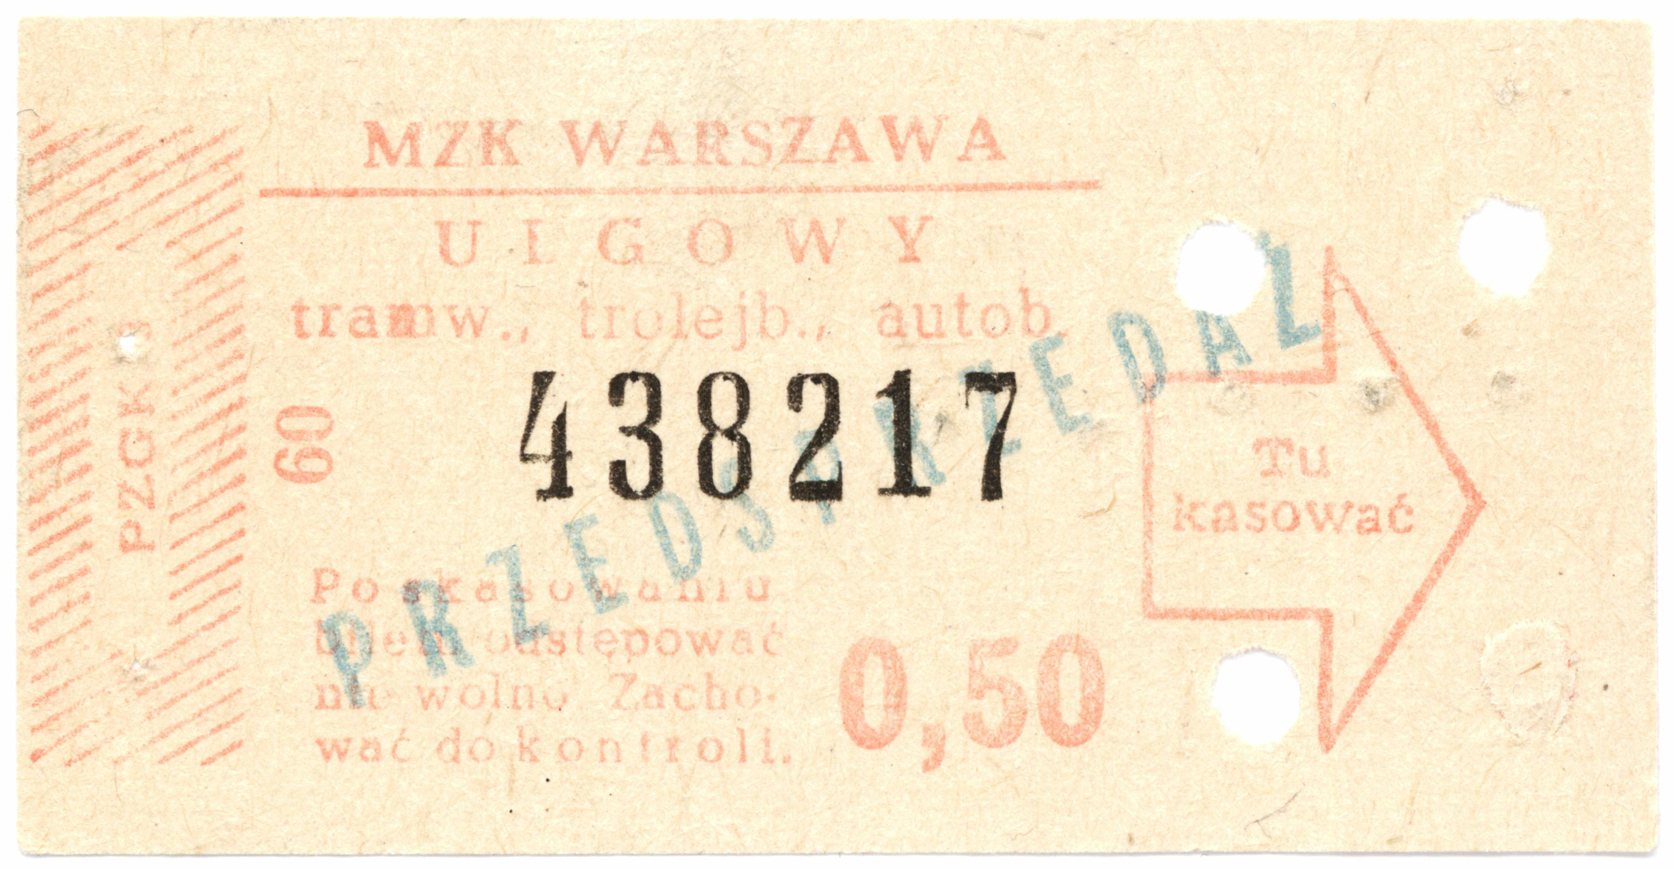 MZK WARSZAWA
ULGOWY
tramw., trolejb., autob.
438217
PRZEDSPRZEDAŻ
60
PZGK 3
Po skasowaniu
biletu odstępować
nie wolno. Zacho-
wać do kontroli.
0,50
Tu
kasować